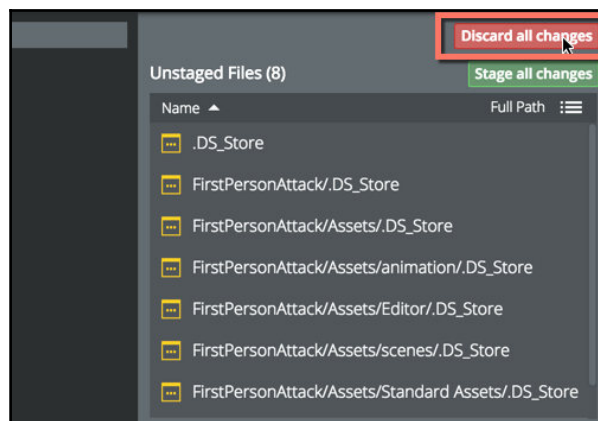 Discard all changes
Unstaged Files (8)
Stage all changes
Name
Full Path
.DS_Store
FirstPersonAttack/.DS_Store
FirstPersonAttack/Assets/.DS_Store
FirstPersonAttack/Assets/animation/.DS_Store
FirstPersonAttack/Assets/Editor/.DS_Store
FirstPersonAttack/Assets/scenes/.DS_Store
FirstPersonAttack/Assets/Standard Assets/.DS_Store